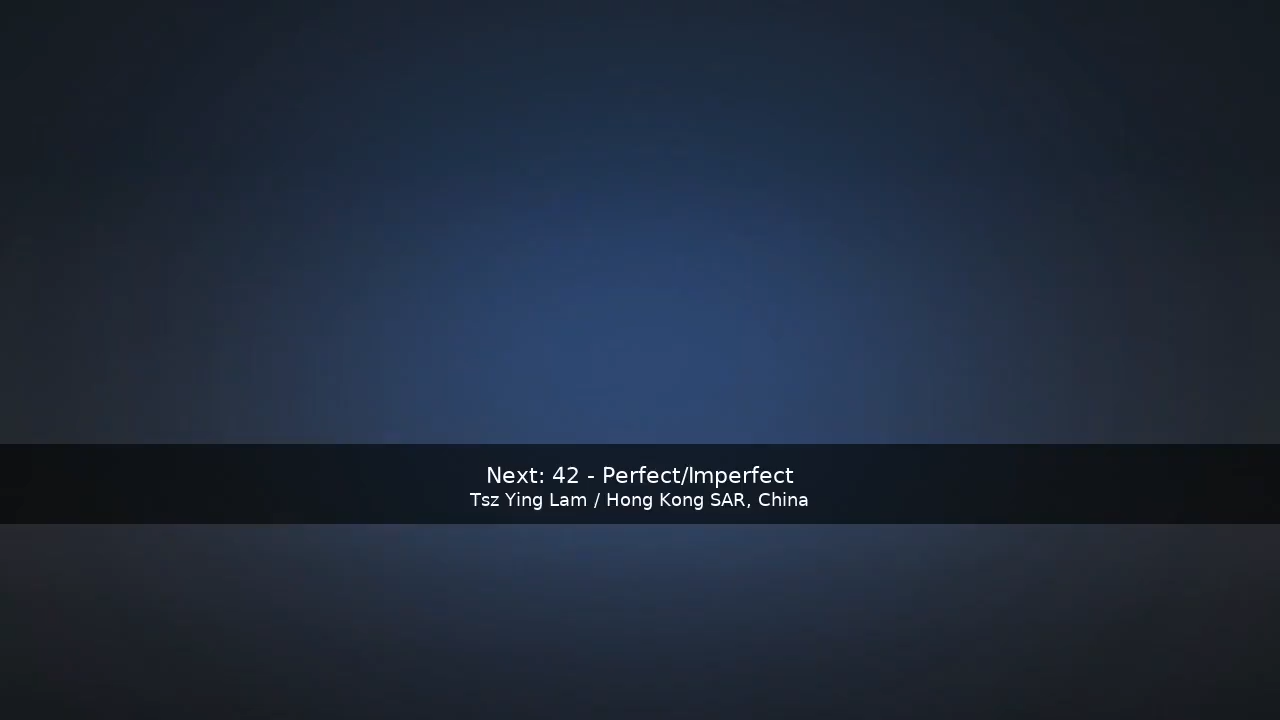 Next: 42 - Perfect/Imperfect
Tsz Ying Lam / Hong Kong SAR, China